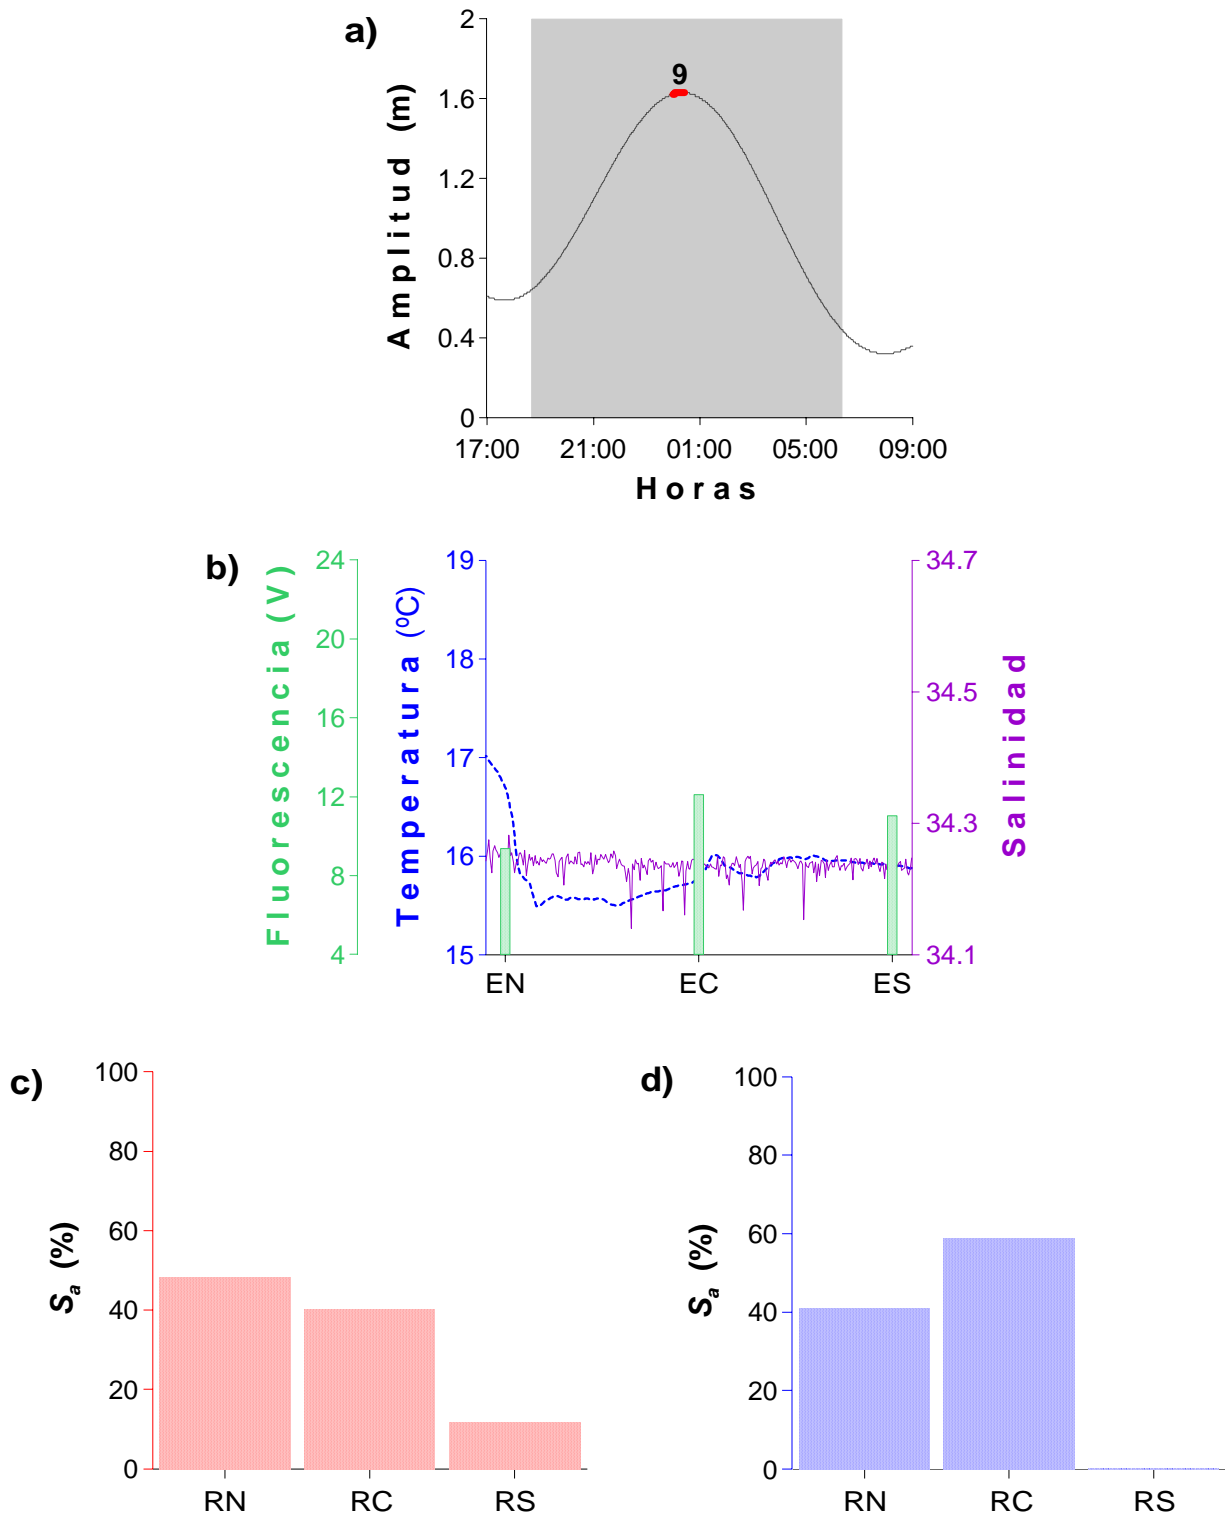 a)
Amplitud (m)
2
1.6
1.2
0.8
0.4
0
9
17:00 21:00 01:00 05:00 09:00
Horas
b)
Fluorescencia (V)
24
20
16
12
8
4
Temperatura (ºC)
19
18
17
16
15
34.7
34.5
34.3
34.1
Salinidad
EN EC ES
c)
Sa (%)
100
80
60
40
20
0
RN RC RS
d)
Sa (%)
100
80
60
40
20
0
RN RC RS